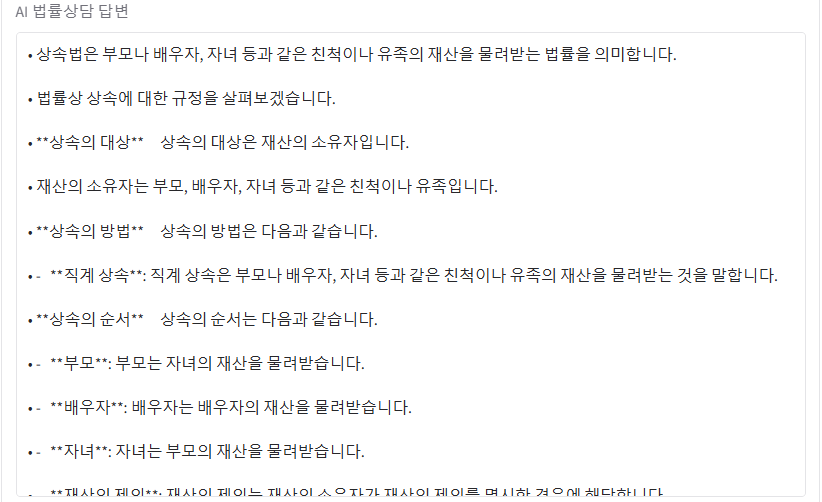 AI 법률상담 답변
• 상속법은 부모나 배우자, 자녀 등과 같은 친척이나 유족의 재산을 물려받는 법률을 의미합니다.
• 법률상 상속에 대한 규정을 살펴보겠습니다.
• **상속의 대상** 상속의 대상은 재산의 소유자입니다.
• 재산의 소유자는 부모, 배우자, 자녀 등과 같은 친척이나 유족입니다.
• **상속의 방법** 상속의 방법은 다음과 같습니다.
• - **직계 상속**: 직계 상속은 부모나 배우자, 자녀 등과 같은 친척이나 유족의 재산을 물려받는 것을 말합니다.
• **상속의 순서** 상속의 순서는 다음과 같습니다.
• - **부모**: 부모는 자녀의 재산을 물려받습니다.
• - **배우자**: 배우자는 배우자의 재산을 물려받습니다.
• - **자녀**: 자녀는 부모의 재산을 물려받습니다.
• - **재산의 제의**: 재산의 제의는 재산의 소유자가 재산의 제의를 명시한 경우에 해당합니다